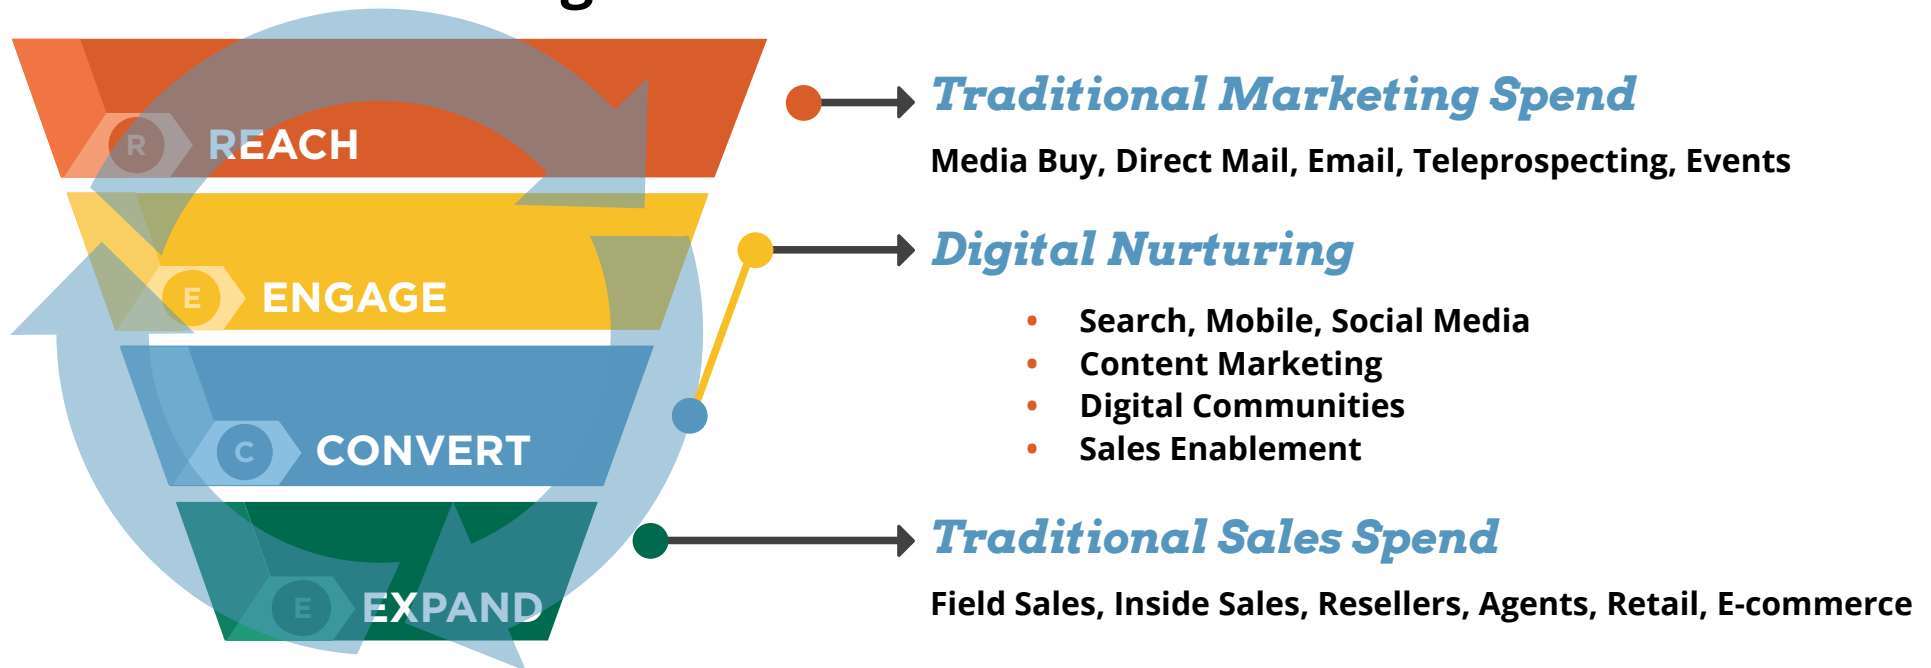 R REACH
Traditional Marketing Spend
Media Buy, Direct Mail, Email, Teleprospecting, Events
E ENGAGE
Digital Nurturing
• Search, Mobile, Social Media
• Content Marketing
• Digital Communities
• Sales Enablement
C CONVERT
E EXPAND
Traditional Sales Spend
Field Sales, Inside Sales, Resellers, Agents, Retail, E-commerce